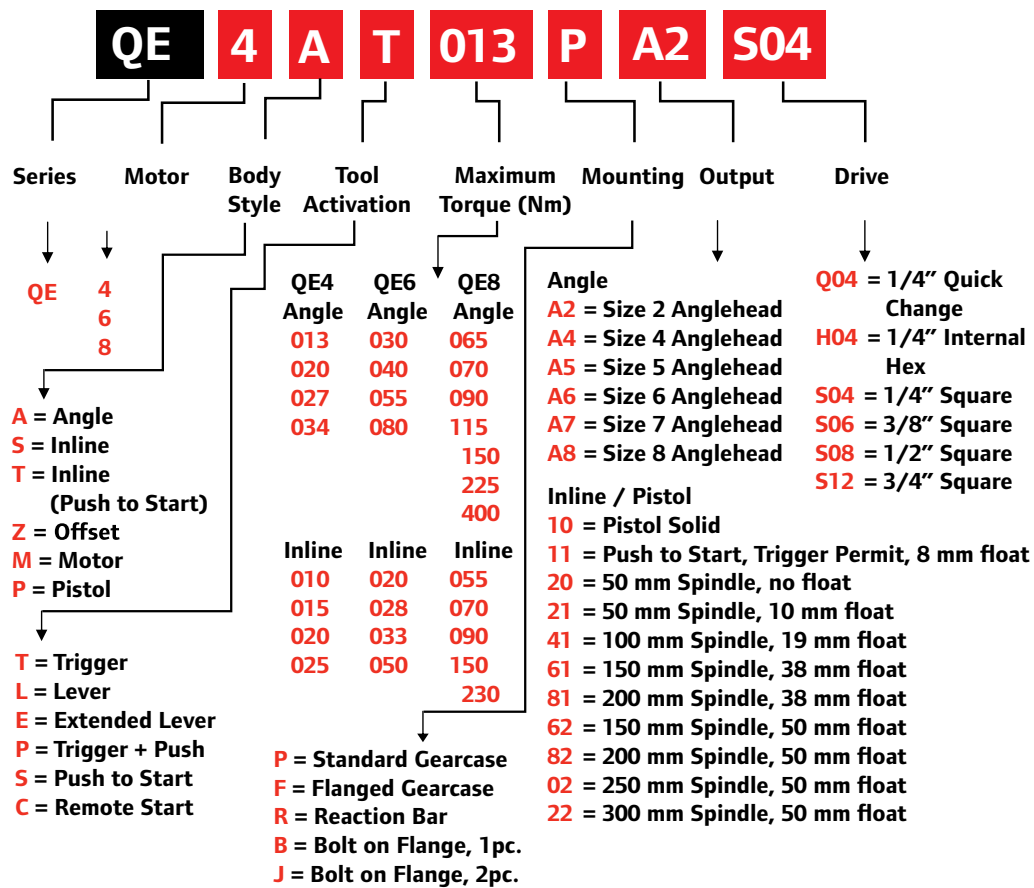 QE 4 A T 013 P A2 S04
Series Motor Body Style Tool Activation Maximum Torque (Nm) Mounting Output Drive
QE
4
6
8
A = Angle
S = Inline
T = Inline
(Push to Start)
Z = Offset
M = Motor
P = Pistol
T = Trigger
L = Lever
E = Extended Lever
P = Trigger + Push
S = Push to Start
C = Remote Start
QE4 QE6 QE8
Angle Angle Angle
013 030 065
020 040 070
027 055 090
034 080 115
150
225
400
Inline Inline Inline
010 020 055
015 028 070
020 033 090
025 050 150
230
P = Standard Gearcase
F = Flanged Gearcase
R = Reaction Bar
B = Bolt on Flange, 1pc.
J = Bolt on Flange, 2pc.
Angle
A2 = Size 2 Anglehead
A4 = Size 4 Anglehead
A5 = Size 5 Anglehead
A6 = Size 6 Anglehead
A7 = Size 7 Anglehead
A8 = Size 8 Anglehead
Inline / Pistol
10 = Pistol Solid
11 = Push to Start, Trigger Permit, 8 mm float
20 = 50 mm Spindle, no float
21 = 50 mm Spindle, 10 mm float
41 = 100 mm Spindle, 19 mm float
61 = 150 mm Spindle, 38 mm float
81 = 200 mm Spindle, 38 mm float
62 = 150 mm Spindle, 50 mm float
82 = 200 mm Spindle, 50 mm float
02 = 250 mm Spindle, 50 mm float
22 = 300 mm Spindle, 50 mm float
Q04 = 1/4″ Quick
Change
H04 = 1/4″ Internal
Hex
S04 = 1/4″ Square
S06 = 3/8″ Square
S08 = 1/2″ Square
S12 = 3/4″ Square